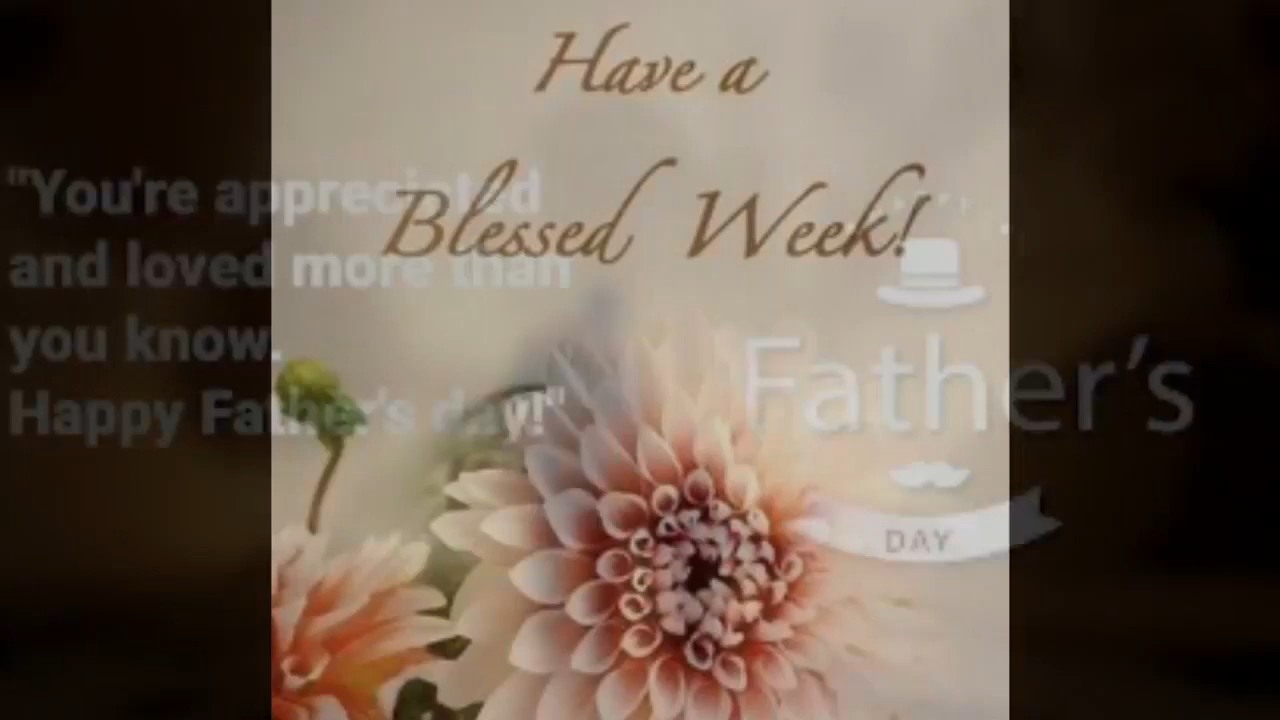 Have a
Blessed Week!
"You're appreciated
and loved more than
you know.
Happy Father's day!"
Father's
DAY